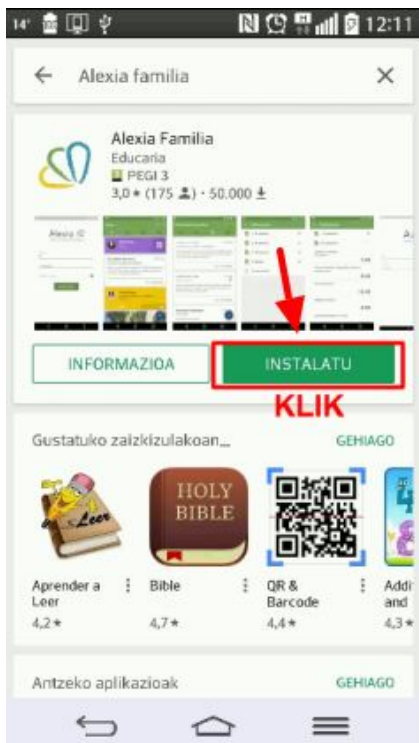 14° 12:11
Alexia familia
Alexia Familia
Educaria
PEGI 3
3,0 ★ (175) · 50.000
INFORMAZIOA
INSTALATU
KLIK
Gustatuko zaizkizulakoan...
GEHIAGO
Leer
HOLY
BIBLE
Aprender a
Leer
4,2 ★
Bible
4,7 ★
QR &
Barcode
4,4 ★
Addi
and
4,3 ★
Antzeko aplikazioak
GEHIAGO